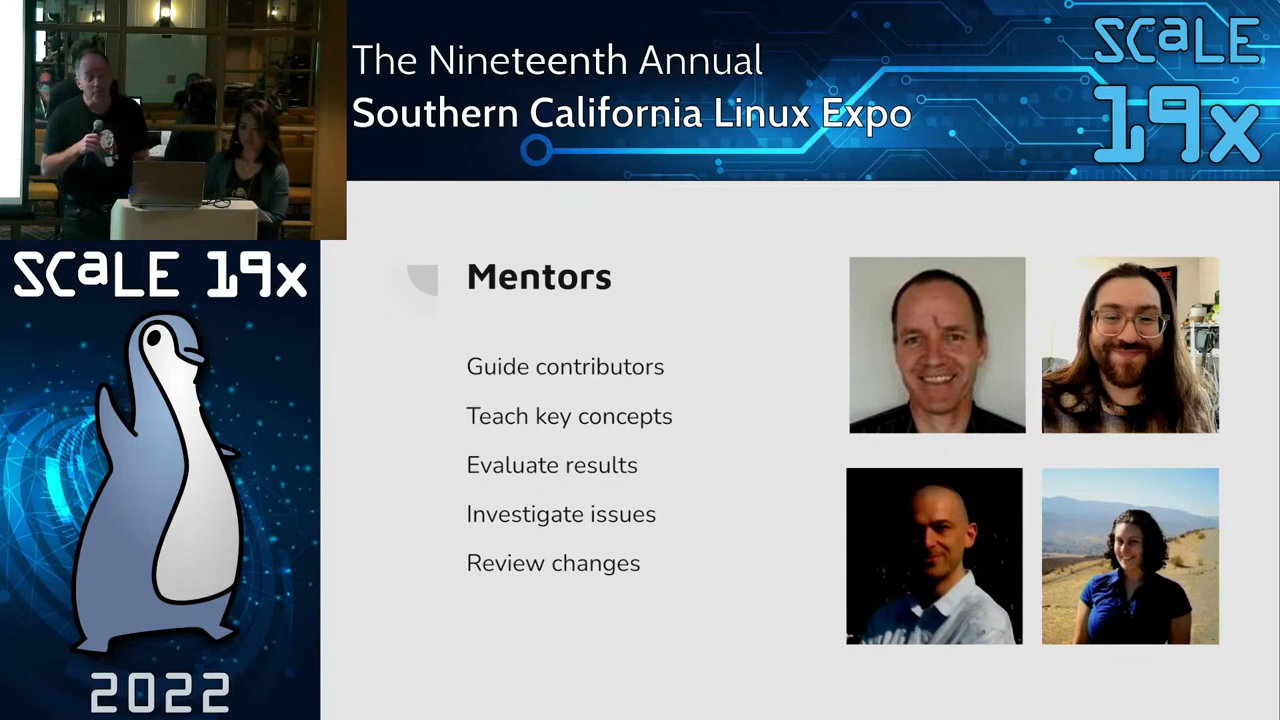 The Nineteenth Annual
Southern California Linux Expo
SCaLE
19x
SCaLE 19x
2022
Mentors
Guide contributors
Teach key concepts
Evaluate results
Investigate issues
Review changes